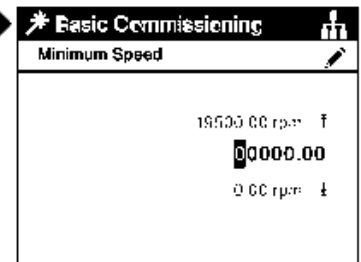 Basic Commissioning
Minimum Speed
19500.00 rpm
00000.00
0.00 rpm